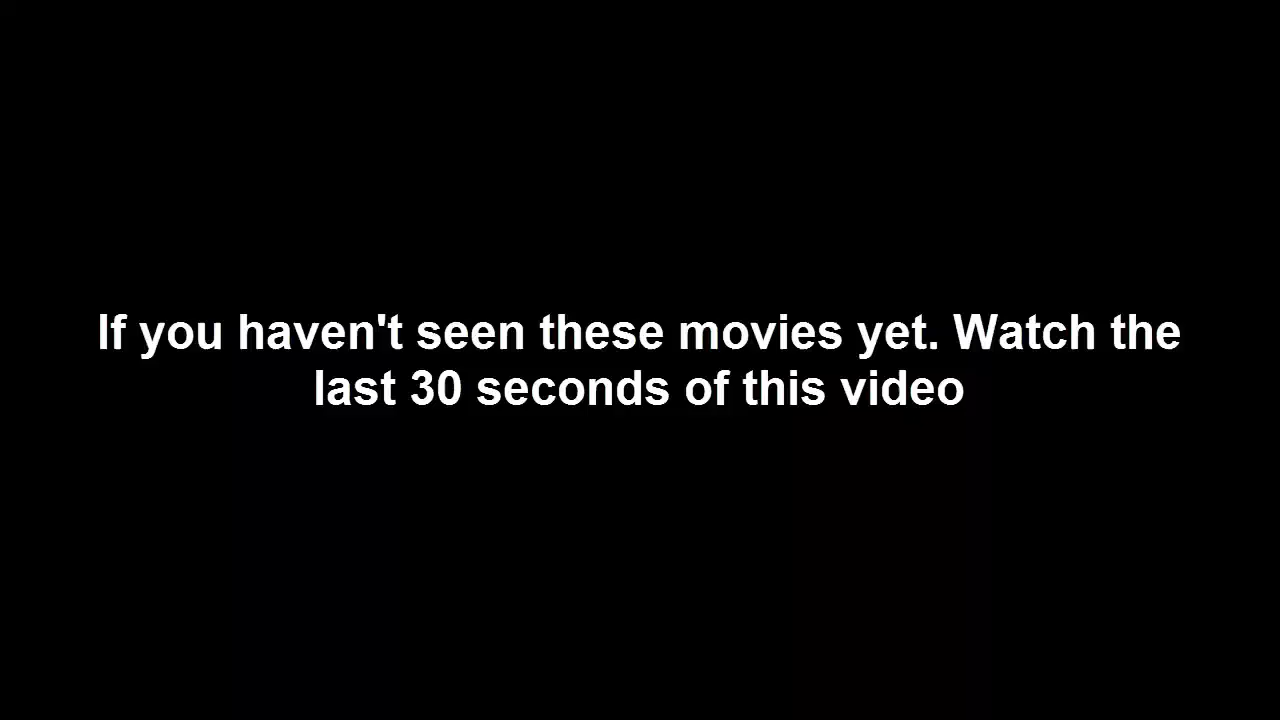 If you haven't seen these movies yet. Watch the
last 30 seconds of this video